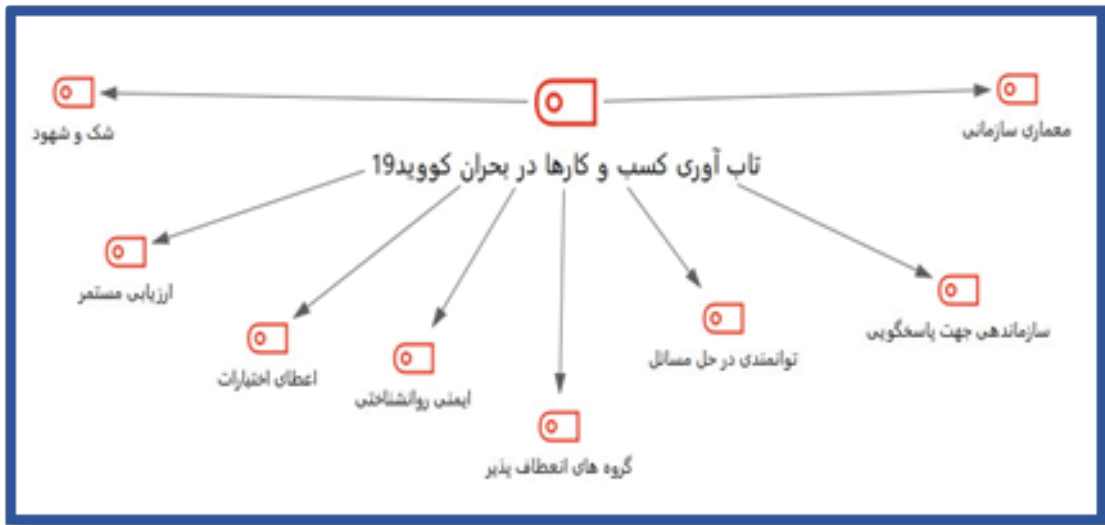 معماری سازمانی
شک و شهود
تاب آوری کسب و کارها در بحران کووید19
ارزیابی مستمر
سازماندهی جهت پاسخگویی
توانمندی در حل مسائل
اعطای اختیارات
ایمنی روانشناختی
گروه های انعطاف پذیر